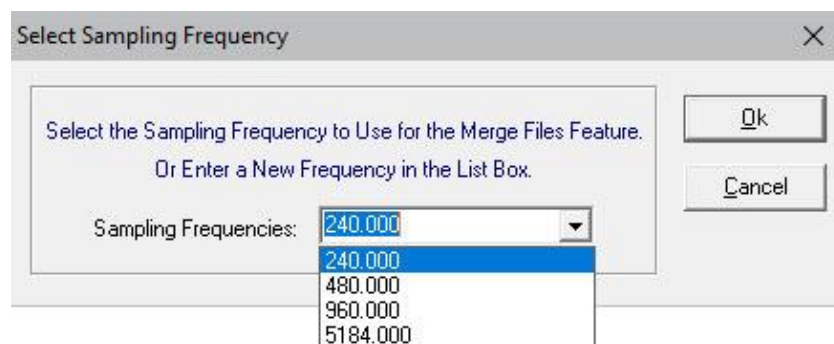 Select Sampling Frequency
Select the Sampling Frequency to Use for the Merge Files Feature.
Or Enter a New Frequency in the List Box.
Sampling Frequencies: 240.000
240.000
480.000
960.000
5184.000
Ok
Cancel